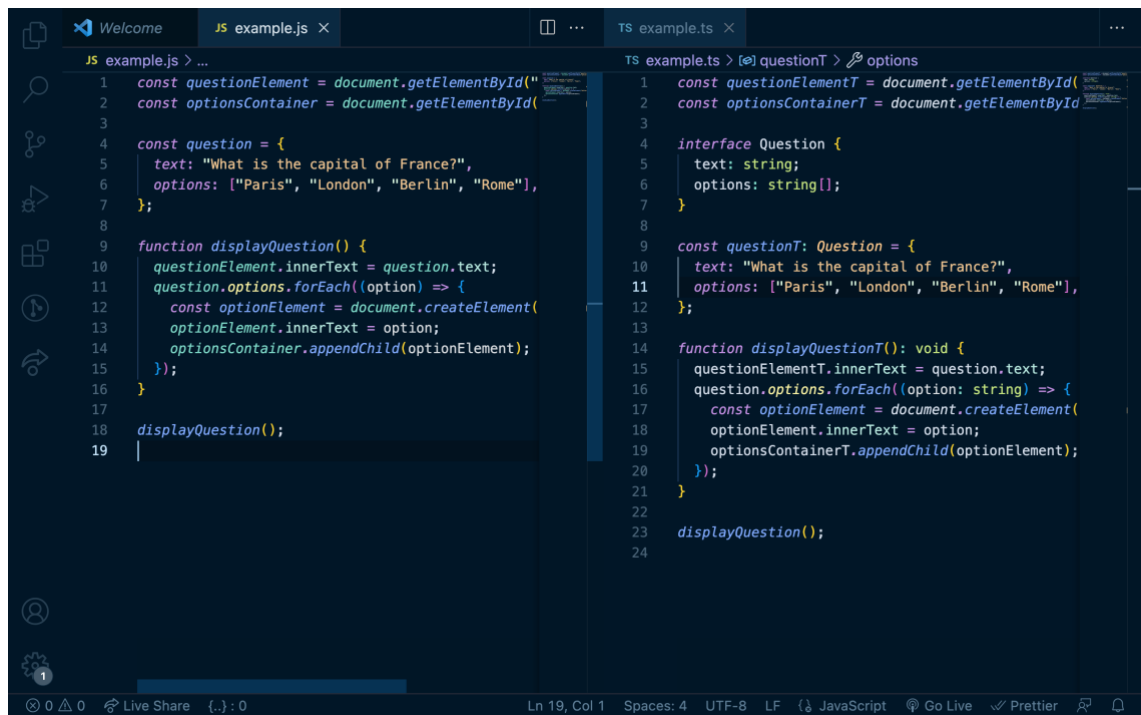 Welcome
JS example.js
TS example.ts
JS example.js > ...
TS example.ts > questionT > options
1 const questionElement = document.getElementById("
2 const optionsContainer = document.getElementById(
3
4 const question = {
5 text: "What is the capital of France?",
6 options: ["Paris", "London", "Berlin", "Rome"],
7 };
8
9 function displayQuestion() {
10 questionElement.innerText = question.text;
11 question.options.forEach((option) => {
12 const optionElement = document.createElement(
13 optionElement.innerText = option;
14 optionsContainer.appendChild(optionElement);
15 });
16 }
17
18 displayQuestion();
19
1 const questionElementT = document.getElementById(
2 const optionsContainerT = document.getElementById
3
4 interface Question {
5 text: string;
6 options: string[];
7 }
8
9 const questionT: Question = {
10 text: "What is the capital of France?",
11 options: ["Paris", "London", "Berlin", "Rome"],
12 };
13
14 function displayQuestionT(): void {
15 questionElementT.innerText = question.text;
16 question.options.forEach((option: string) => {
17 const optionElement = document.createElement(
18 optionElement.innerText = option;
19 optionsContainerT.appendChild(optionElement);
20 });
21 }
22
23 displayQuestion();
24
1
0 0 Live Share {..} : 0 Ln 19, Col 1 Spaces: 4 UTF-8 LF JavaScript Go Live Prettier